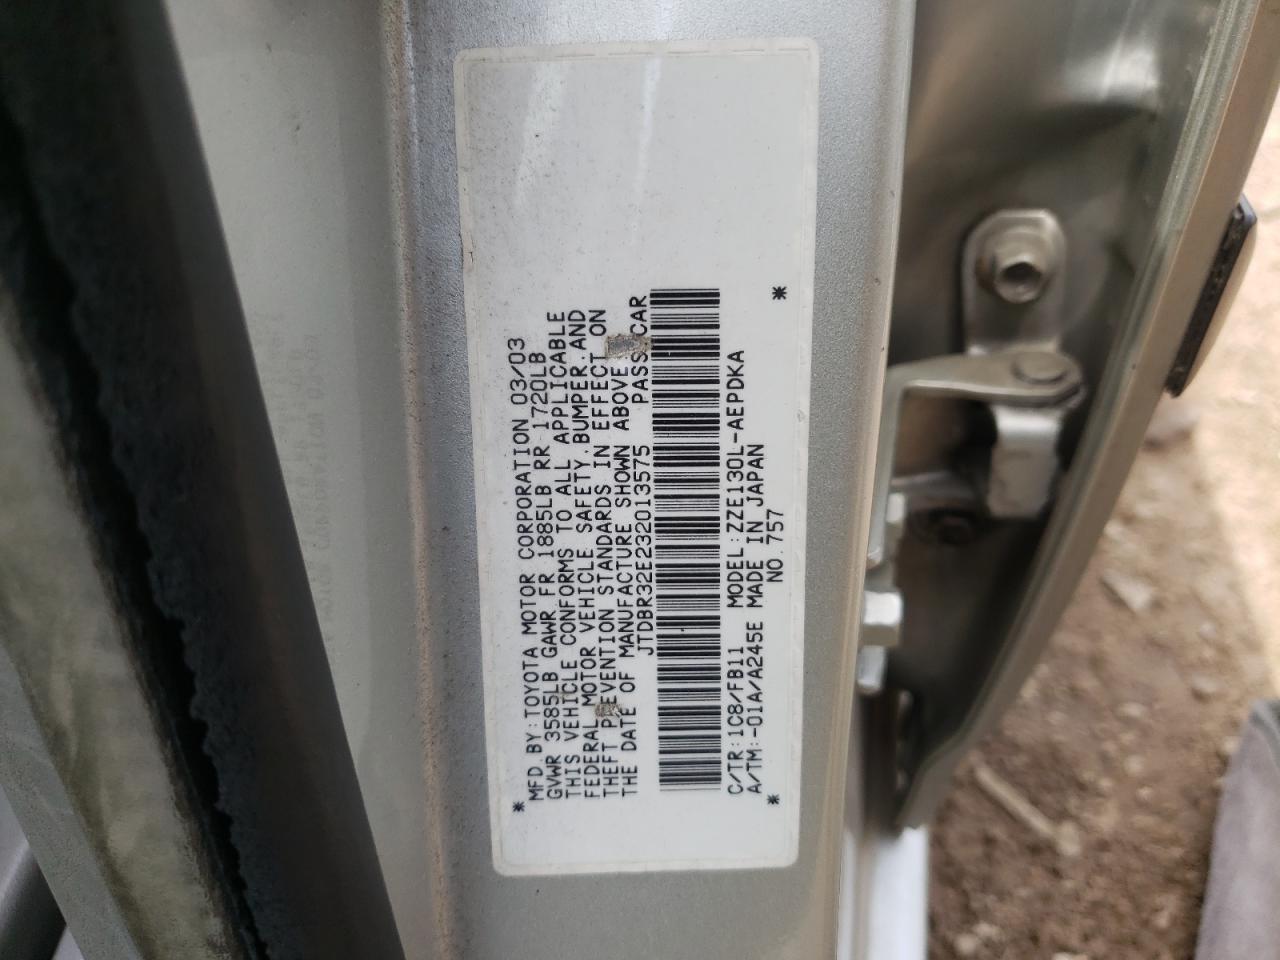 *
MFD.BY:TOYOTA MOTOR CORPORATION 03/03
GVWR 3585LB GAWR FR 1885LB RR 1720LB
THIS VEHICLE CONFORMS TO ALL APPLICABLE
FEDERAL MOTOR VEHICLE SAFETY,BUMPER,AND
THEFT PREVENTION STANDARDS IN EFFECT ON
THE DATE OF MANUFACTURE SHOWN ABOVE.
JTDBR32E232013575 PASS CAR
C/TR:1C8/FB11 MODEL:ZZE130L-AEPDKA
A/TM:-01A/A245E MADE IN JAPAN
* NO.757 *